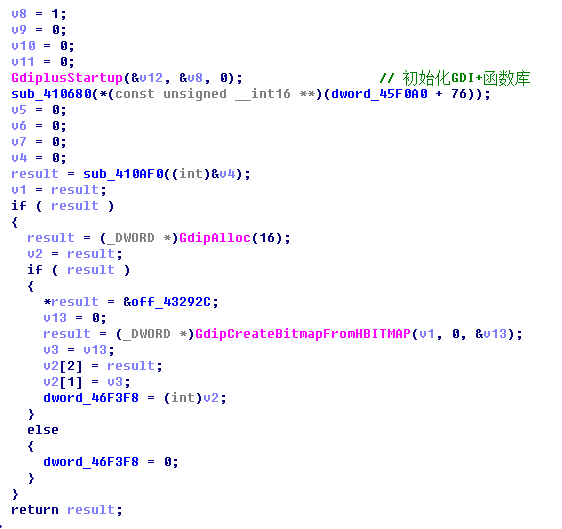 v8 = 1;
v9 = 0;
v10 = 0;
v11 = 0;
GdiplusStartup(&v12, &v8, 0); // 初始化GDI+函数库
sub_410680(*(const unsigned __int16 **)(dword_45F0A0 + 76));
v5 = 0;
v6 = 0;
v7 = 0;
v4 = 0;
result = sub_410AF0((int)&v4);
v1 = result;
if ( result )
{
result = (_DWORD *)GdipAlloc(16);
v2 = result;
if ( result )
{
*result = &off_43292C;
v13 = 0;
result = (_DWORD *)GdipCreateBitmapFromHBITMAP(v1, 0, &v13);
v3 = v13;
v2[2] = result;
v2[1] = v3;
dword_46F3F8 = (int)v2;
}
else
{
dword_46F3F8 = 0;
}
}
return result;